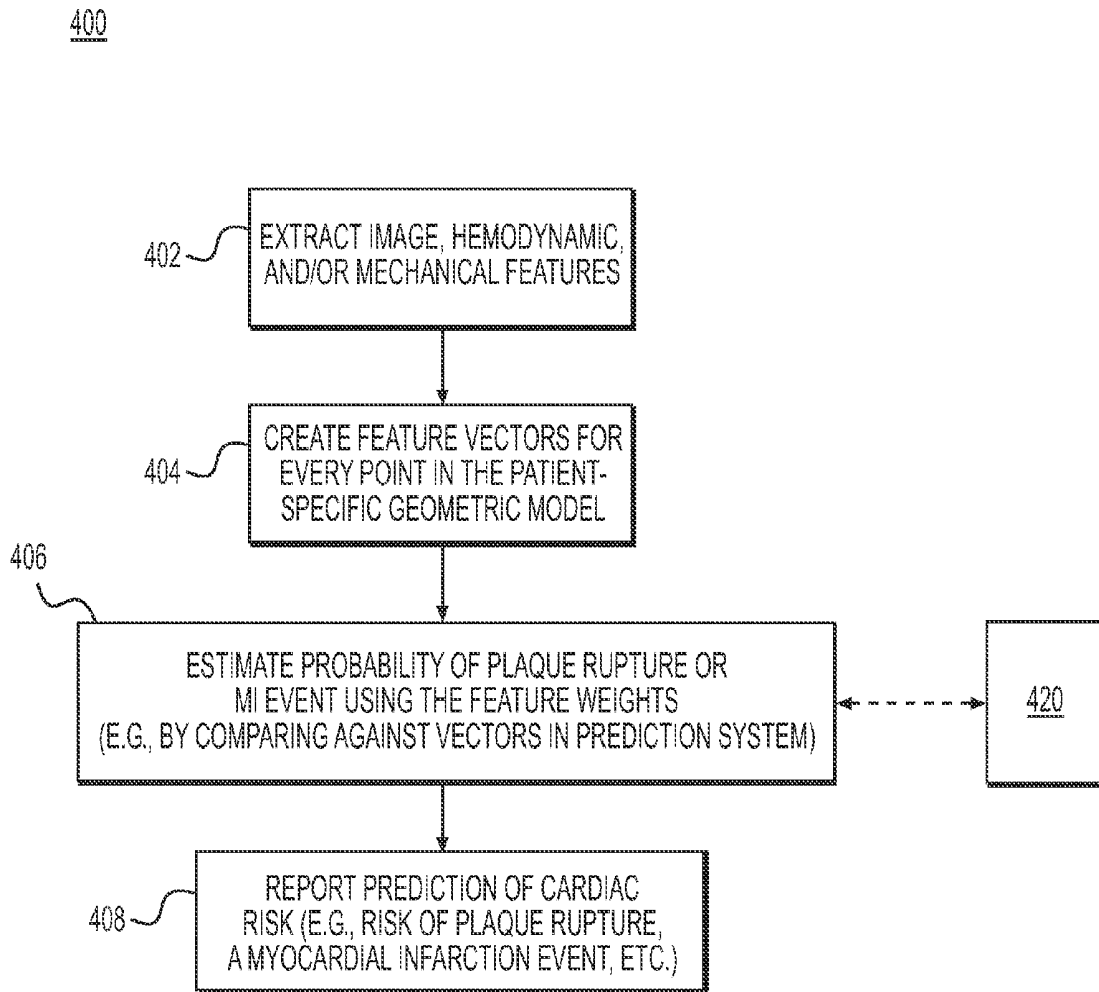 400
402
EXTRACT IMAGE, HEMODYNAMIC,
AND/OR MECHANICAL FEATURES
404
CREATE FEATURE VECTORS FOR
EVERY POINT IN THE PATIENT-
SPECIFIC GEOMETRIC MODEL
406
ESTIMATE PROBABILITY OF PLAQUE RUPTURE OR
MI EVENT USING THE FEATURE WEIGHTS
(E.G., BY COMPARING AGAINST VECTORS IN PREDICTION SYSTEM)
420
408
REPORT PREDICTION OF CARDIAC
RISK (E.G., RISK OF PLAQUE RUPTURE,
A MYOCARDIAL INFARCTION EVENT, ETC.)